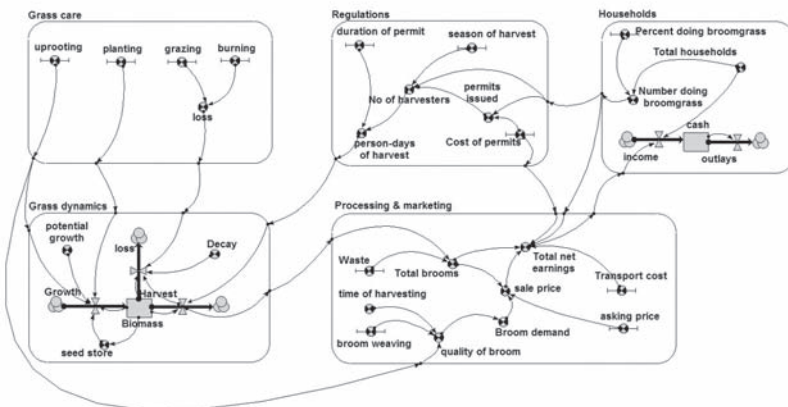 Grass care
uprooting
planting
grazing
burning
loss
Regulations
duration of permit
season of harvest
No of harvesters
permits
issued
person-days
of harvest
Cost of permits
Households
Percent doing broomgrass
Total households
Number doing
broomgrass
cash
income
outlays
Grass dynamics
potential
growth
loss
Decay
Growth
Harvest
Biomass
seed store
Processing & marketing
Waste
Total brooms
Total net
earnings
Transport cost
time of harvesting
sale price
asking price
broom weaving
quality of broom
Broom demand